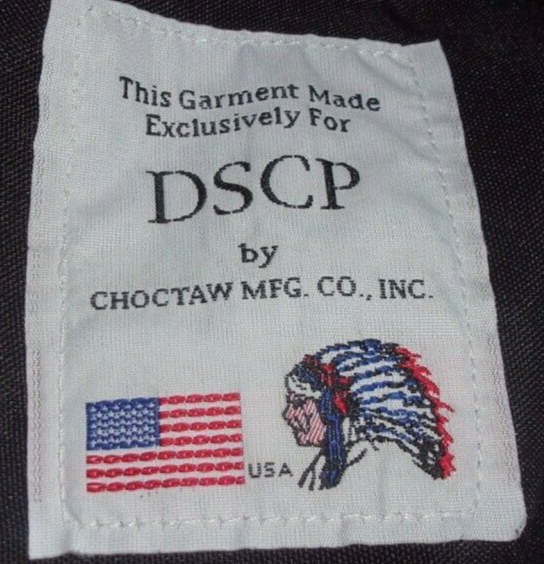 This Garment Made
Exclusively For
DSCP
by
CHOCTAW MFG. CO., INC.
USA